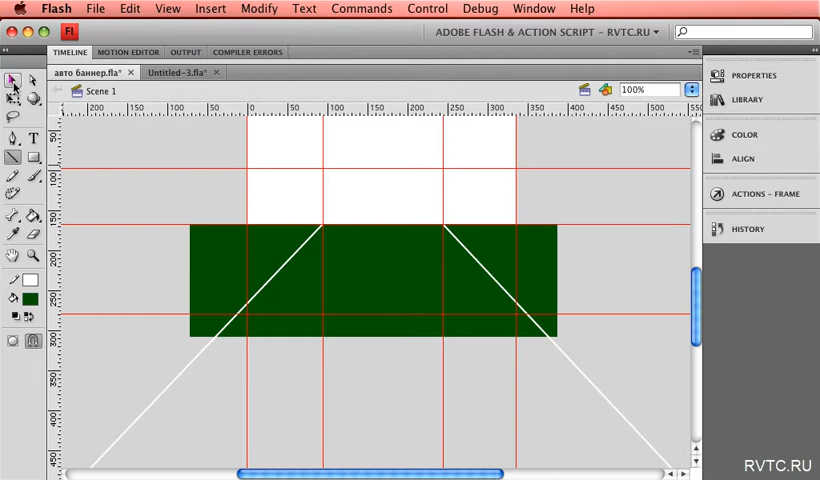 Flash File Edit View Insert Modify Text Commands Control Debug Window Help
Fl ADOBE FLASH & ACTION SCRIPT – RVTC.RU
TIMELINE MOTION EDITOR OUTPUT COMPILER ERRORS
авто баннер.fla* Untitled-3.fla*
Scene 1 100%
200 150 100 50 0 50 100 150 200 250 300 350 400 450 500 550
50
100
150
200
250
300
350
400
450
T
PROPERTIES
LIBRARY
COLOR
ALIGN
ACTIONS – FRAME
HISTORY
RVTC.RU